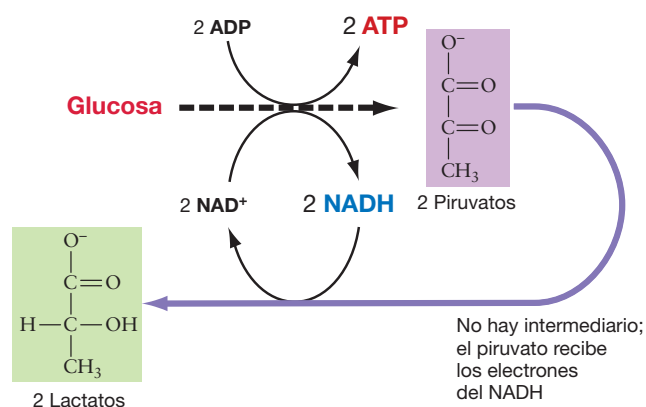 2 ADP
2 ATP
Glucosa
O⁻
C=O
C=O
CH₃
2 NAD⁺
2 NADH
2 Piruvatos
O⁻
C=O
H—C—OH
CH₃
2 Lactatos
No hay intermediario;
el piruvato recibe
los electrones
del NADH